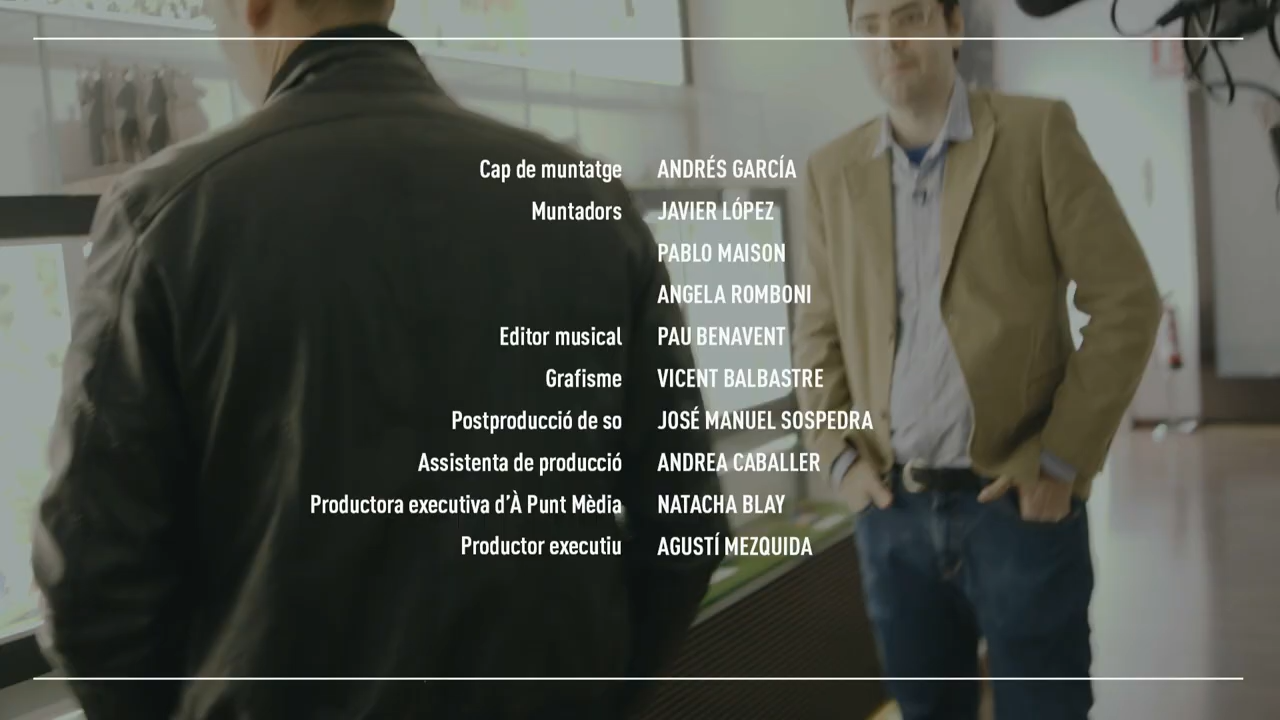 Cap de muntatge ANDRÉS GARCÍA
Muntadors JAVIER LÓPEZ
PABLO MAISON
ANGELA ROMBONI
Editor musical PAU BENAVENT
Grafisme VICENT BALBASTRE
Postproducció de so JOSÉ MANUEL SOSPEDRA
Assistenta de producció ANDREA CABALLER
Productora executiva d'À Punt Mèdia NATACHA BLAY
Productor executiu AGUSTÍ MEZQUIDA